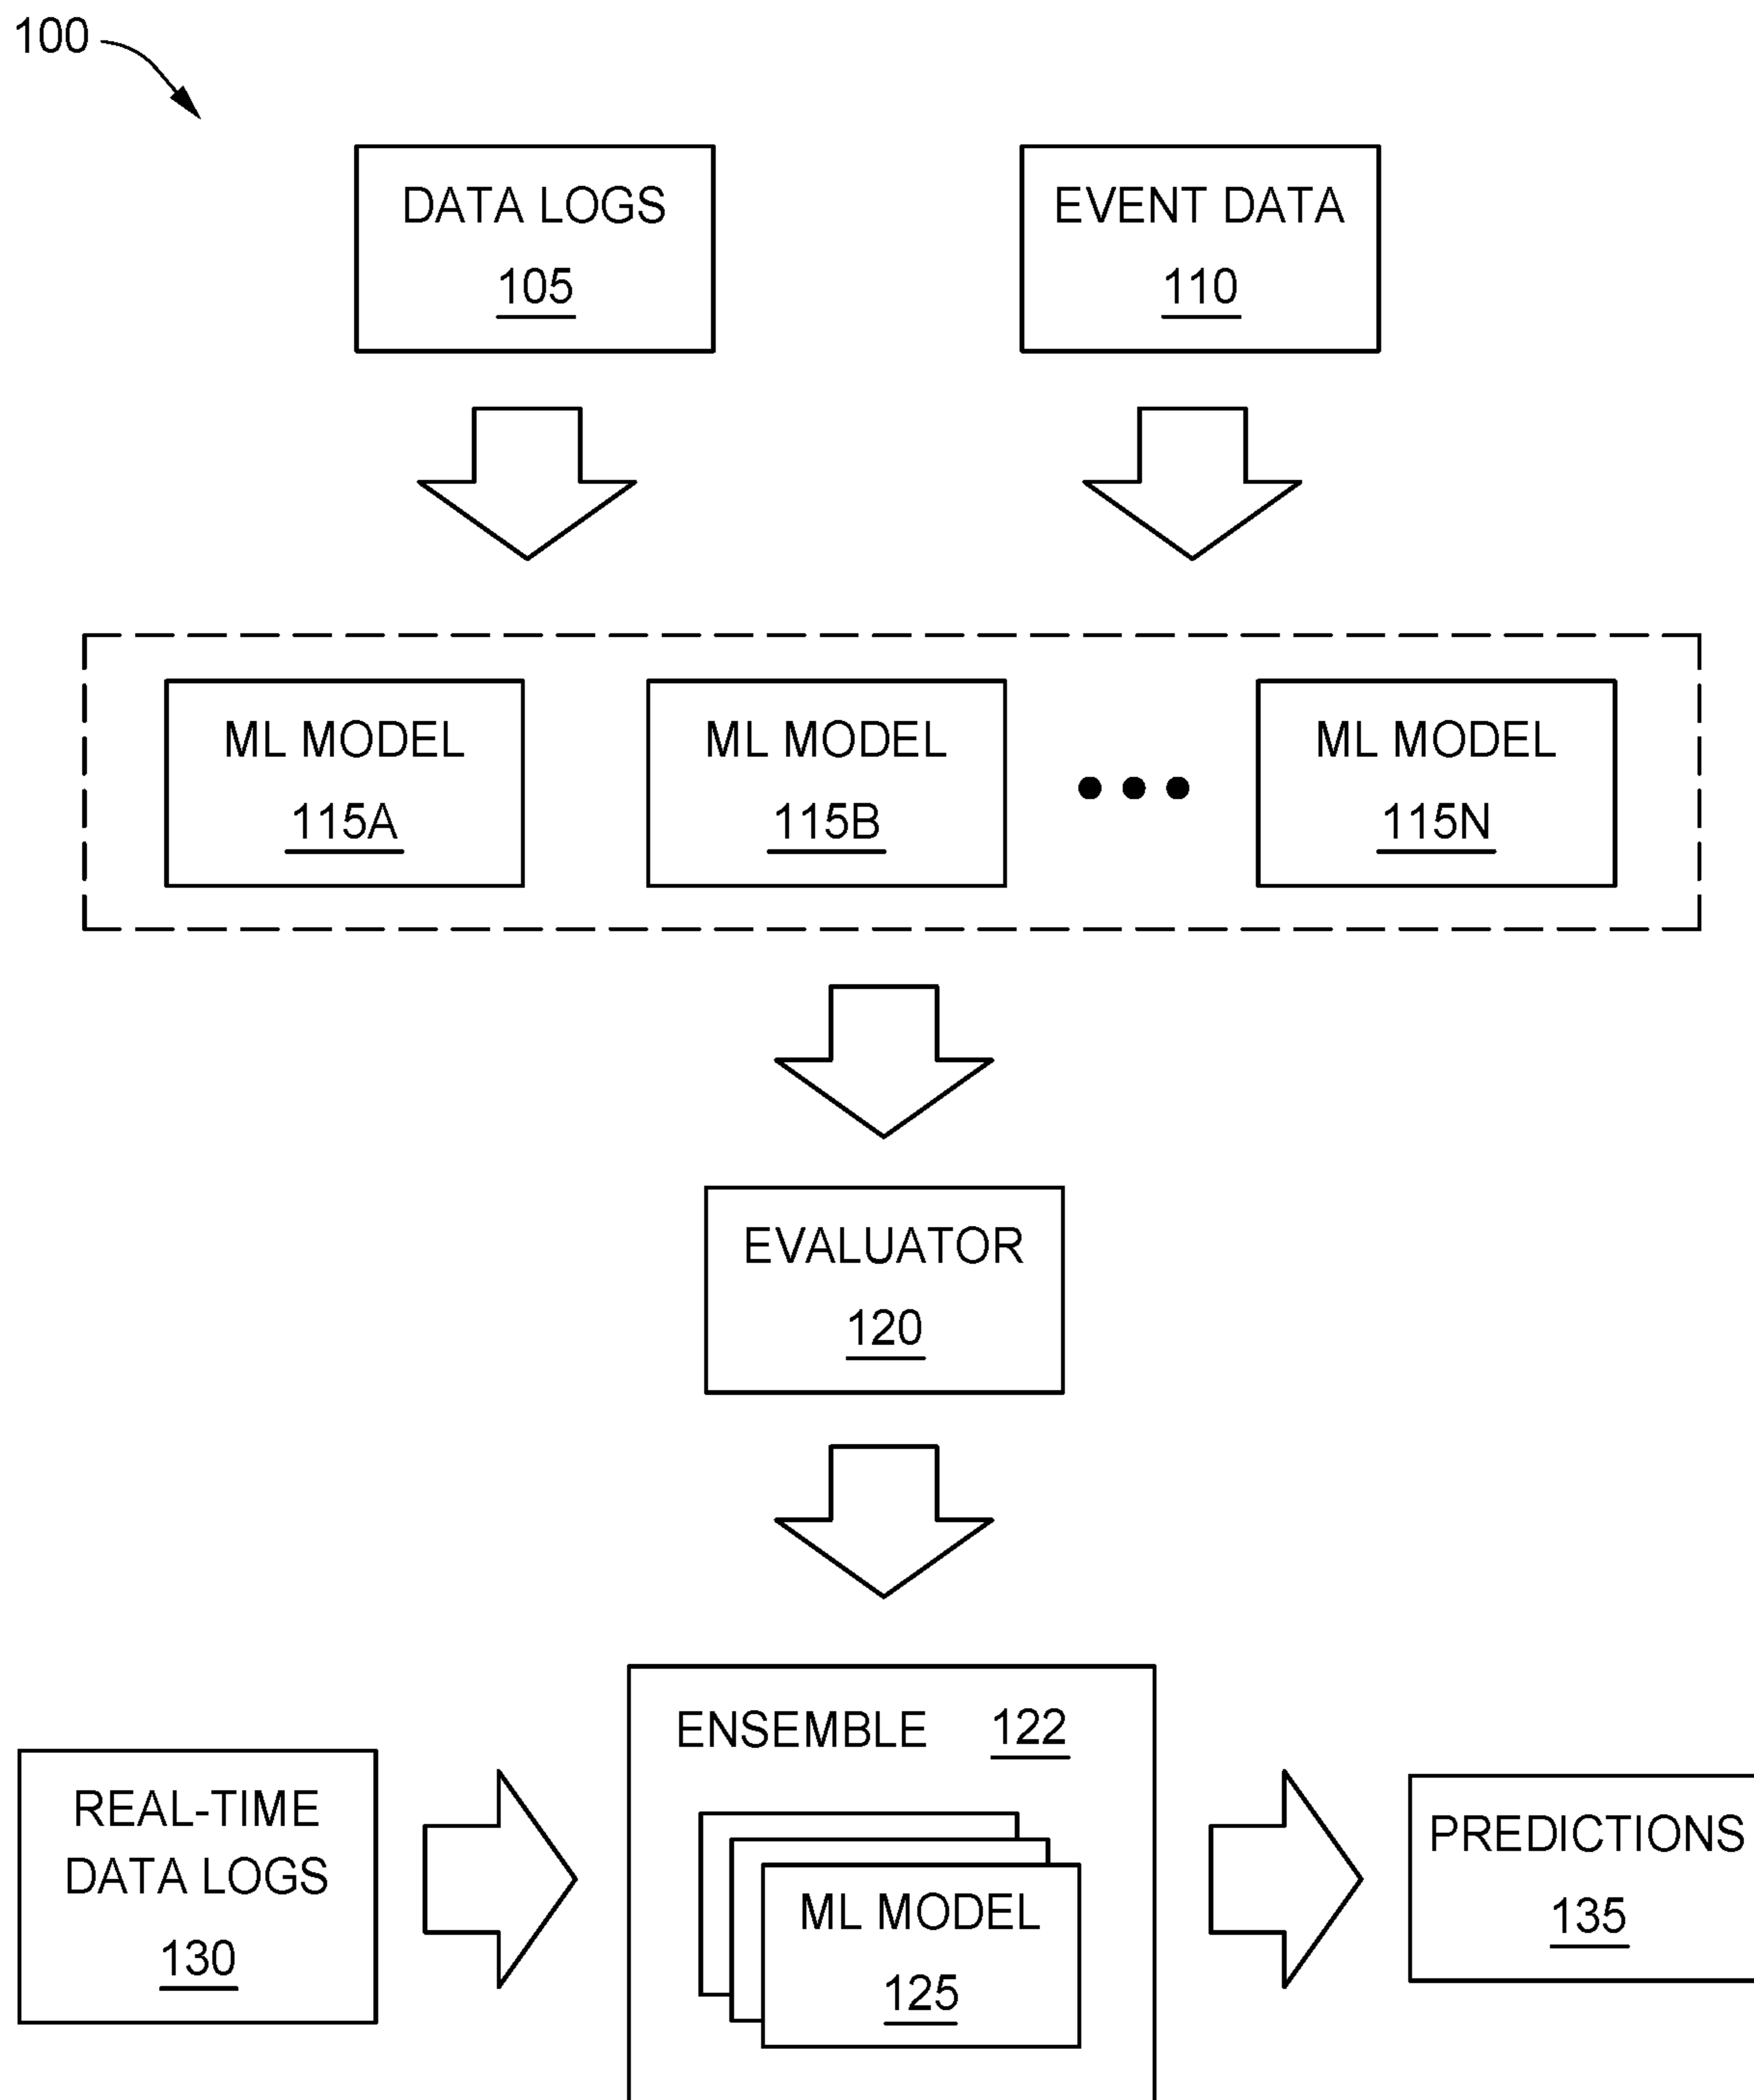 100
DATA LOGS
105
EVENT DATA
110
ML MODEL
115A
ML MODEL
115B
ML MODEL
115N
EVALUATOR
120
REAL-TIME
DATA LOGS
130
ENSEMBLE 122
ML MODEL
125
PREDICTIONS
135